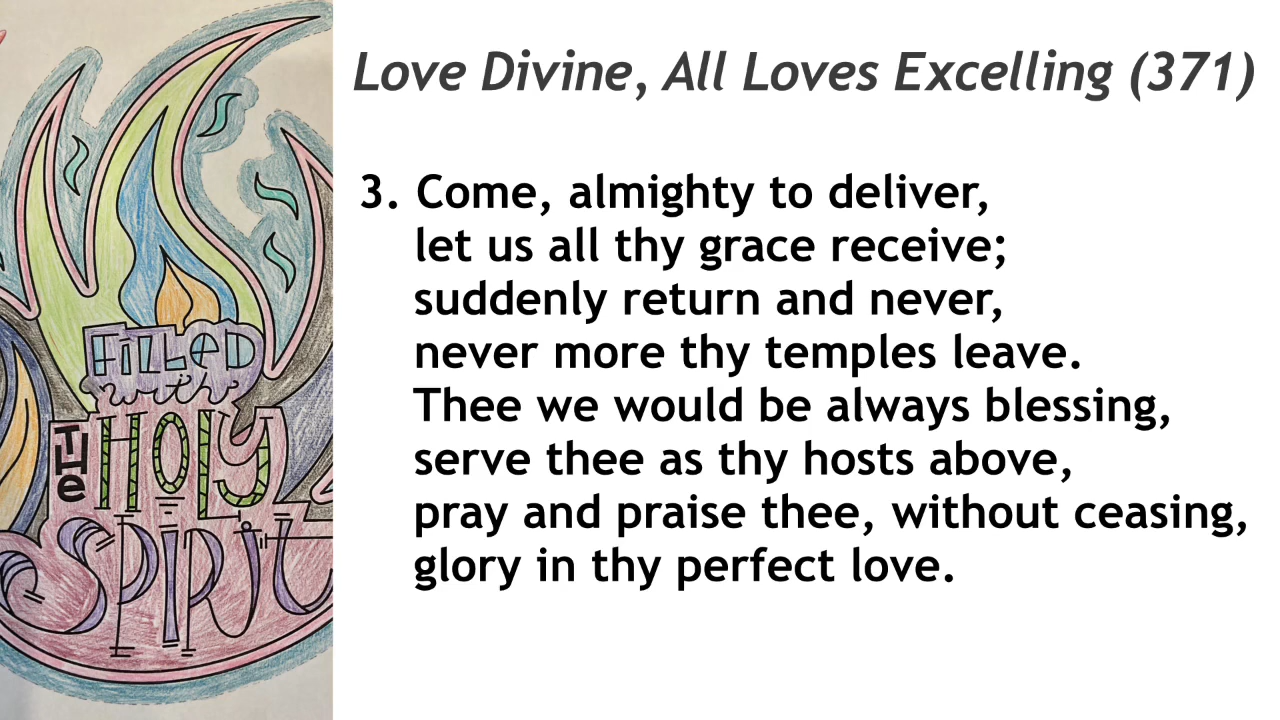 FiLLeD
with
THe
HOLY
SPIRIT
Love Divine, All Loves Excelling (371)
3. Come, almighty to deliver,
let us all thy grace receive;
suddenly return and never,
never more thy temples leave.
Thee we would be always blessing,
serve thee as thy hosts above,
pray and praise thee, without ceasing,
glory in thy perfect love.